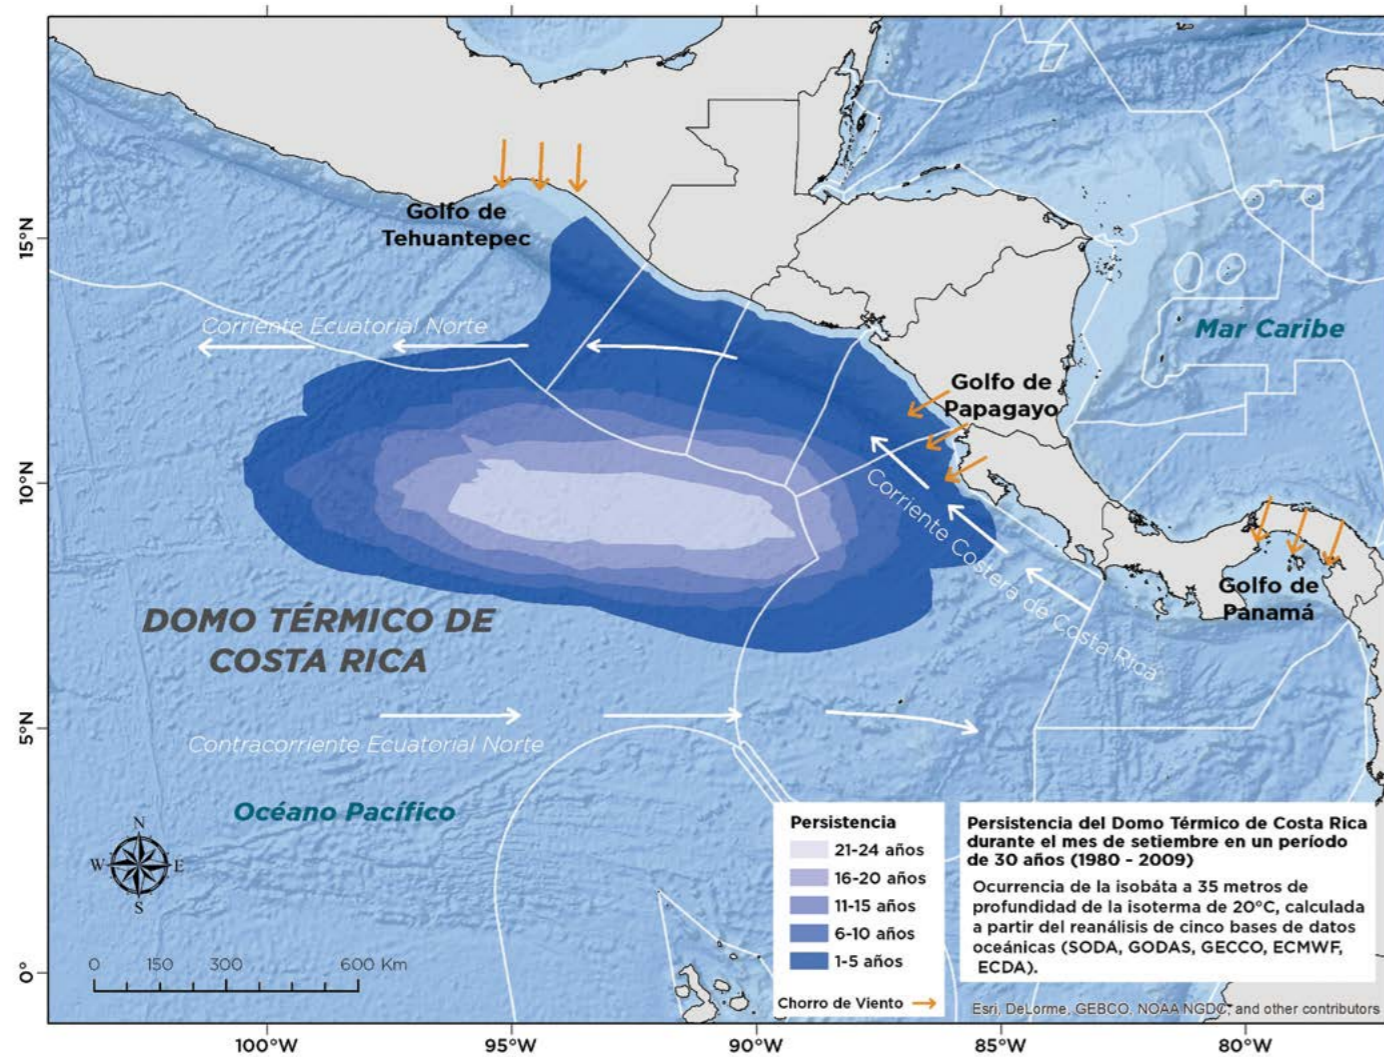 Golfo de
Tehuantepec
15°N
Corriente Ecuatorial Norte
Mar Caribe
Golfo de
Papagayo
10°N
Corriente Costera de Costa Rica
Golfo de
Panamá
DOMO TÉRMICO DE
COSTA RICA
5°N
Contracorriente Ecuatorial Norte
Océano Pacífico
N
W E
S
0 150 300 600 Km
0°
Persistencia
21-24 años
16-20 años
11-15 años
6-10 años
1-5 años
Chorro de Viento
Persistencia del Domo Térmico de Costa Rica
durante el mes de setiembre en un período
de 30 años (1980 - 2009)
Ocurrencia de la isobáta a 35 metros de
profundidad de la isoterma de 20°C, calculada
a partir del reanálisis de cinco bases de datos
oceánicas (SODA, GODAS, GECCO, ECMWF,
ECDA).
Esri, DeLorme, GEBCO, NOAA NGDC, and other contributors
100°W 95°W 90°W 85°W 80°W